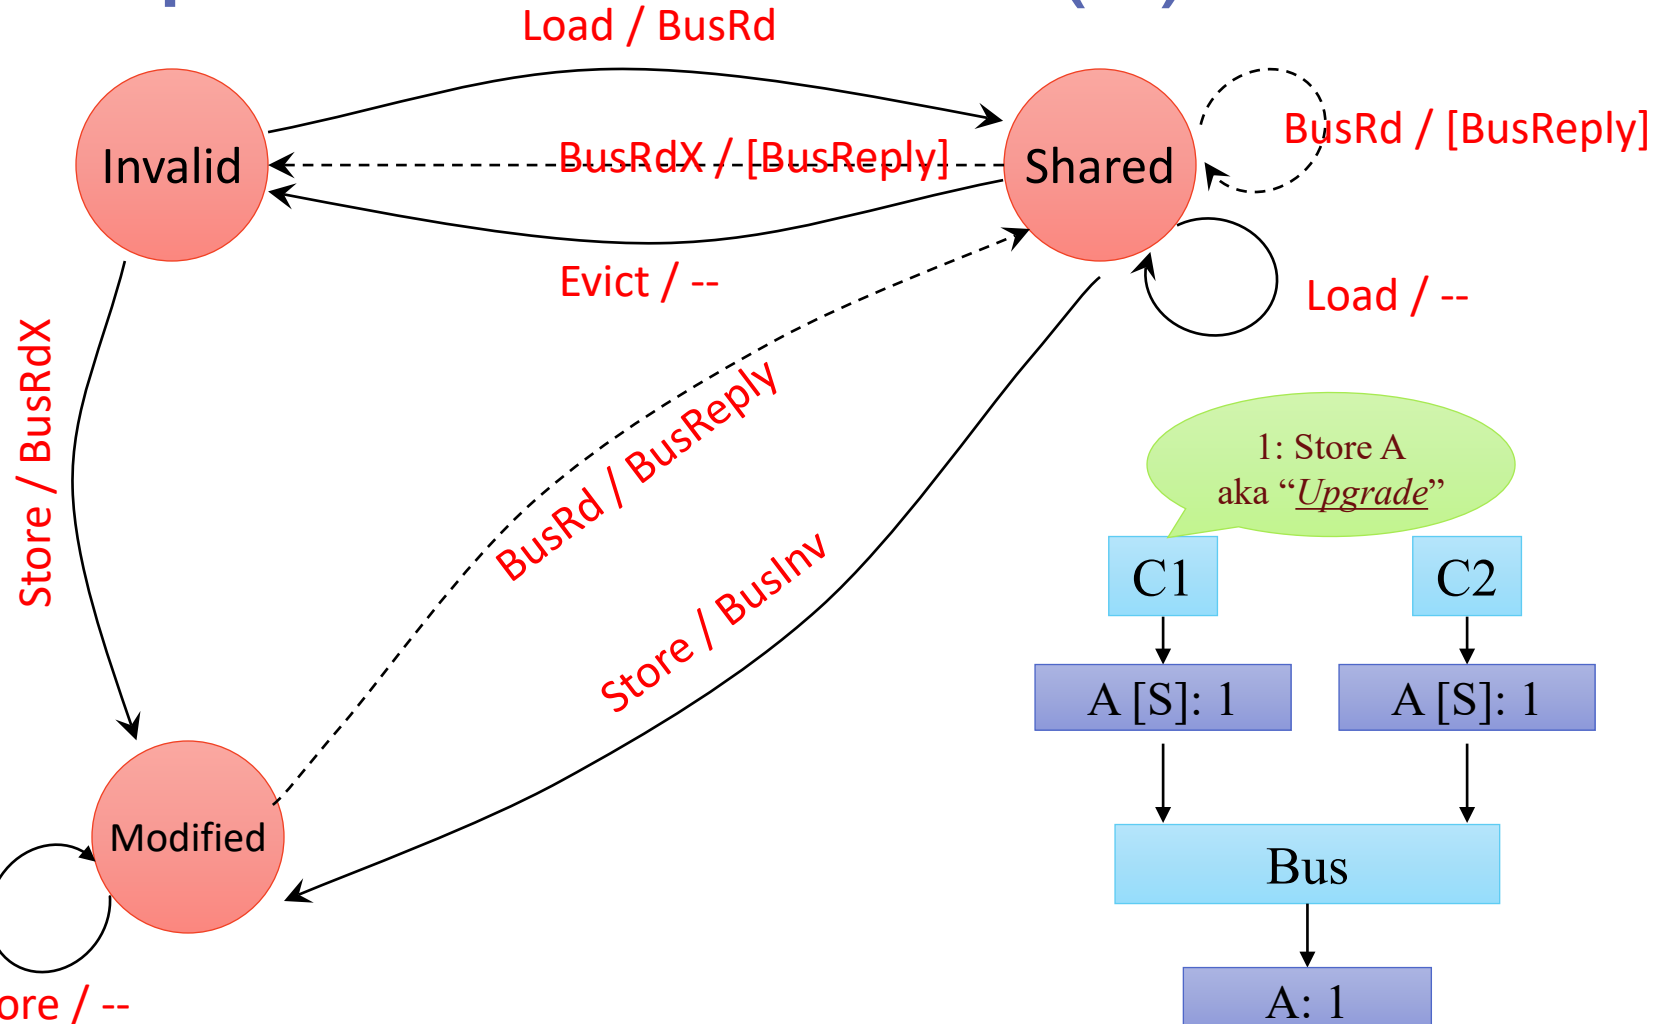 Load / BusRd
Invalid
BusRdX / [BusReply]
Shared
BusRd / [BusReply]
Evict / --
Load / --
Store / BusRdX
BusRd / BusReply
Store / BusInv
1: Store A
aka “Upgrade”
C1
C2
A [S]: 1
A [S]: 1
Modified
Bus
/ --
A: 1